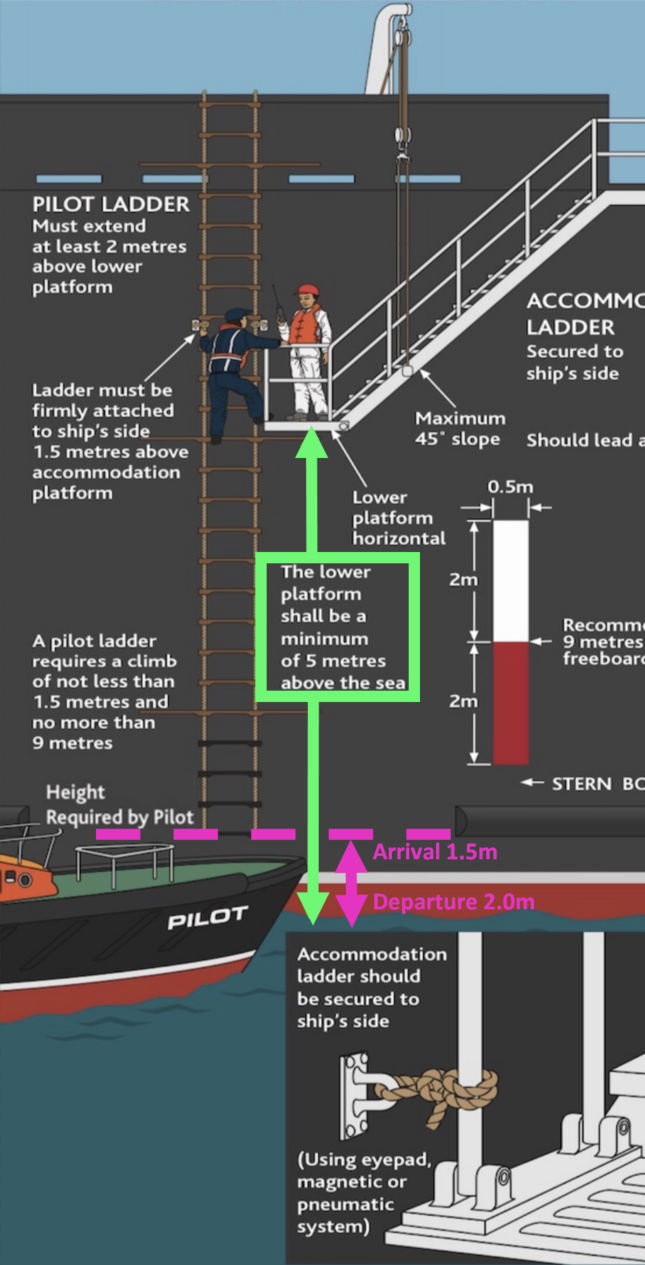 PILOT LADDER
Must extend
at least 2 metres
above lower
platform
Ladder must be
firmly attached
to ship's side
1.5 metres above
accommodation
platform
ACCOMMO
LADDER
Secured to
ship's side
Maximum
45° slope
Should lead a
Lower
platform
horizontal
0.5m
2m
2m
Recomme
9 metres
freeboard
The lower
platform
shall be a
minimum
of 5 metres
above the sea
A pilot ladder
requires a climb
of not less than
1.5 metres and
no more than
9 metres
STERN BO
Height
Required by Pilot
Arrival 1.5m
Departure 2.0m
PILOT
Accommodation
ladder should
be secured to
ship's side
(Using eyepad,
magnetic or
pneumatic
system)